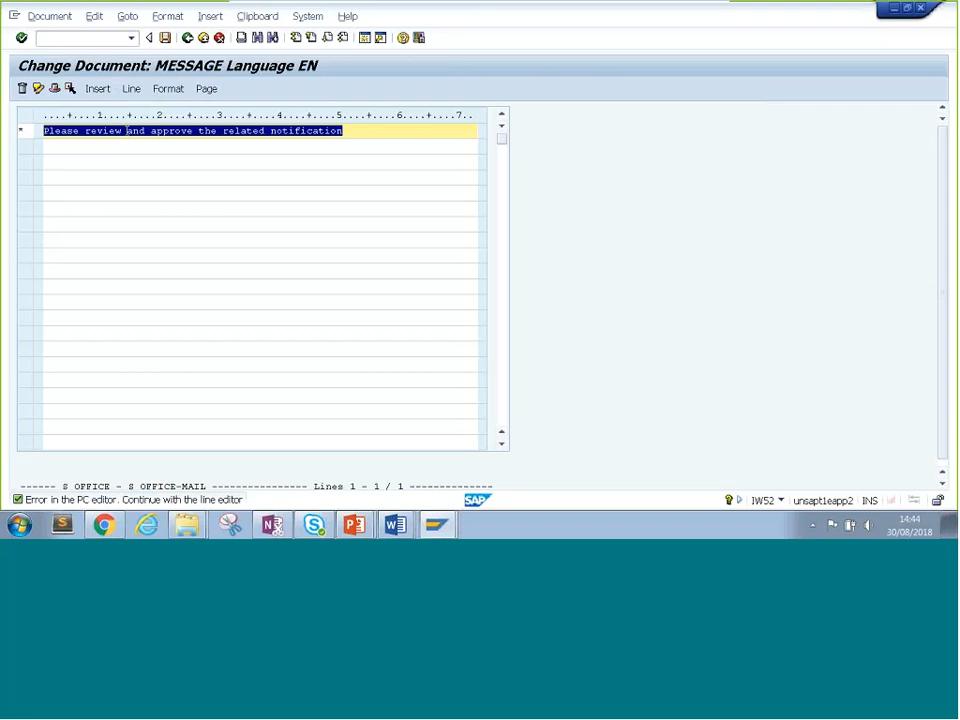 Document Edit Goto Format Insert Clipboard System Help
Change Document: MESSAGE Language EN
Insert Line Format Page
....+....1....+....2....+....3....+....4....+....5....+....6....+....7..
* Please review and approve the related notification
------ S OFFICE - S OFFICE-MAIL ---------------- Lines 1 - 1 / 1 --------------
Error in the PC editor. Continue with the line editor
SAP
IW52
unsapt1eapp2
INS
14:44
30/08/2018